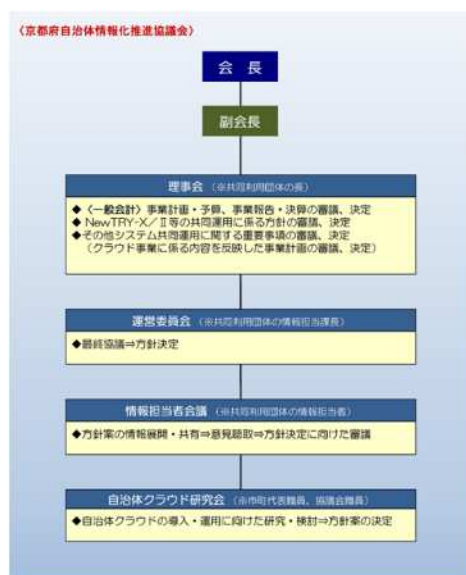 〈京都府自治体情報化推進協議会〉
会 長
副会長
理事会 (※共同利用団体の長)
◆〈一般会計〉事業計画・予算、事業報告・決算の審議、決定
◆ NewTRY-X/Ⅱ等の共同運用に係る方針の審議、決定
◆その他システム共同運用に関する重要事項の審議、決定
(クラウド事業に係る内容を反映した事業計画の審議、決定)
運営委員会 (※共同利用団体の情報担当課長)
◆最終協議⇒方針決定
情報担当者会議 (※共同利用団体の情報担当者)
◆方針案の情報展開・共有⇒意見聴取⇒方針決定に向けた審議
自治体クラウド研究会 (※市町代表職員、協議会職員)
◆自治体クラウドの導入・運用に向けた研究・検討⇒方針案の決定